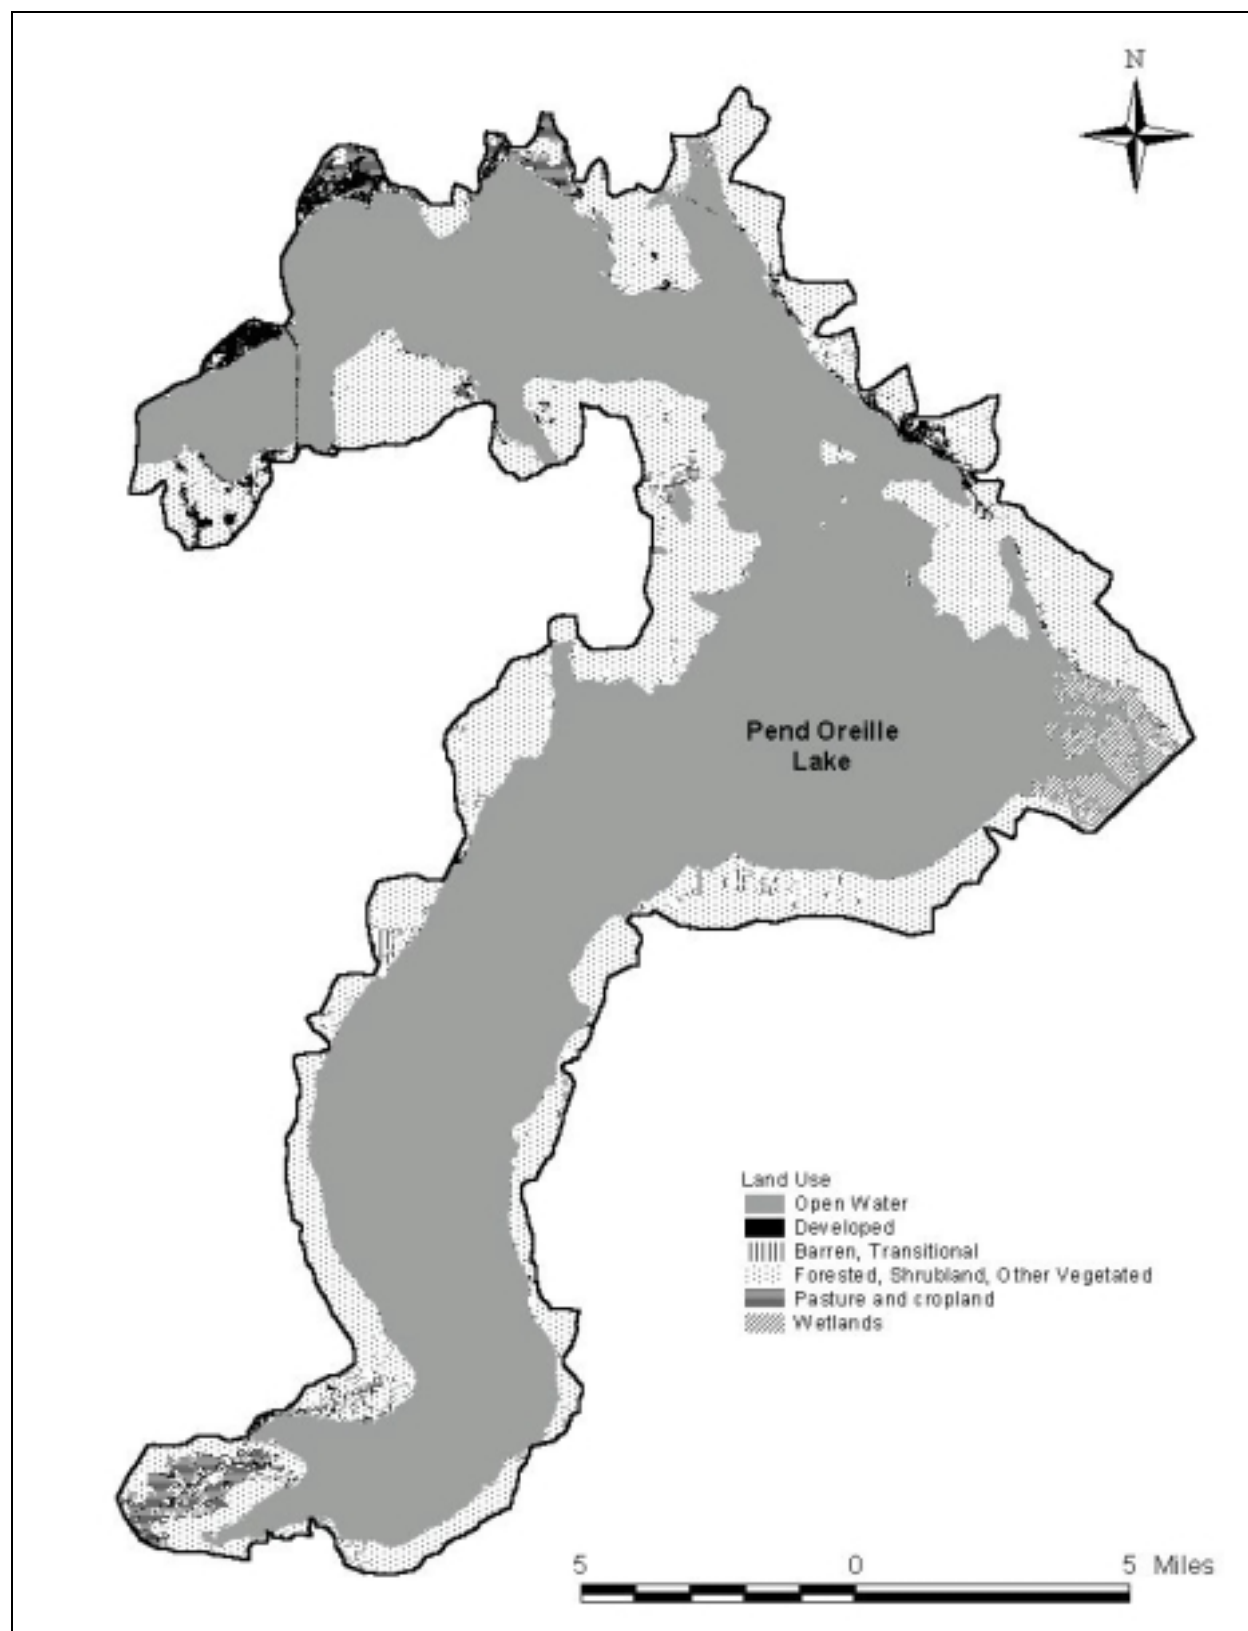 N
Pend Oreille
Lake
Land Use
Open Water
Developed
Barren, Transitional
Forested, Shrubland, Other Vegetated
Pasture and cropland
Wetlands
5 0 5 Miles